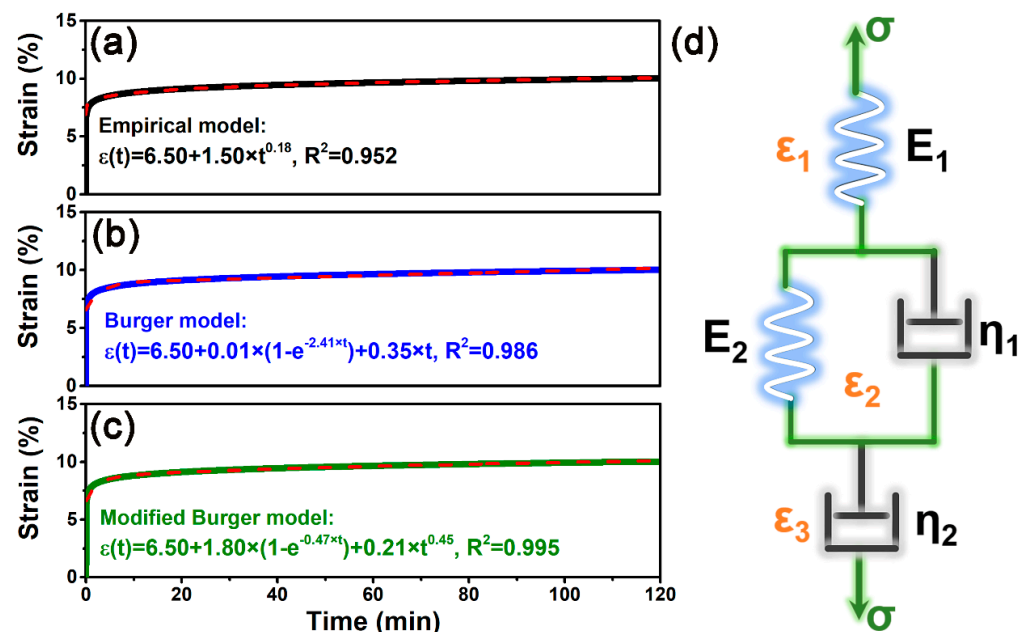 (a)
Strain (%)
15
10
5
0
Empirical model:
ε(t)=6.50+1.50×t^0.18, R²=0.952
(b)
Strain (%)
15
10
5
0
Burger model:
ε(t)=6.50+0.01×(1-e^-2.41×t)+0.35×t, R²=0.986
(c)
Strain (%)
15
10
5
0
Modified Burger model:
ε(t)=6.50+1.80×(1-e^-0.47×t)+0.21×t^0.45, R²=0.995
0 20 40 60 80 100 120
Time (min)
(d)
σ
ε₁ E₁
E₂ η₁
ε₂
ε₃ η₂
σ